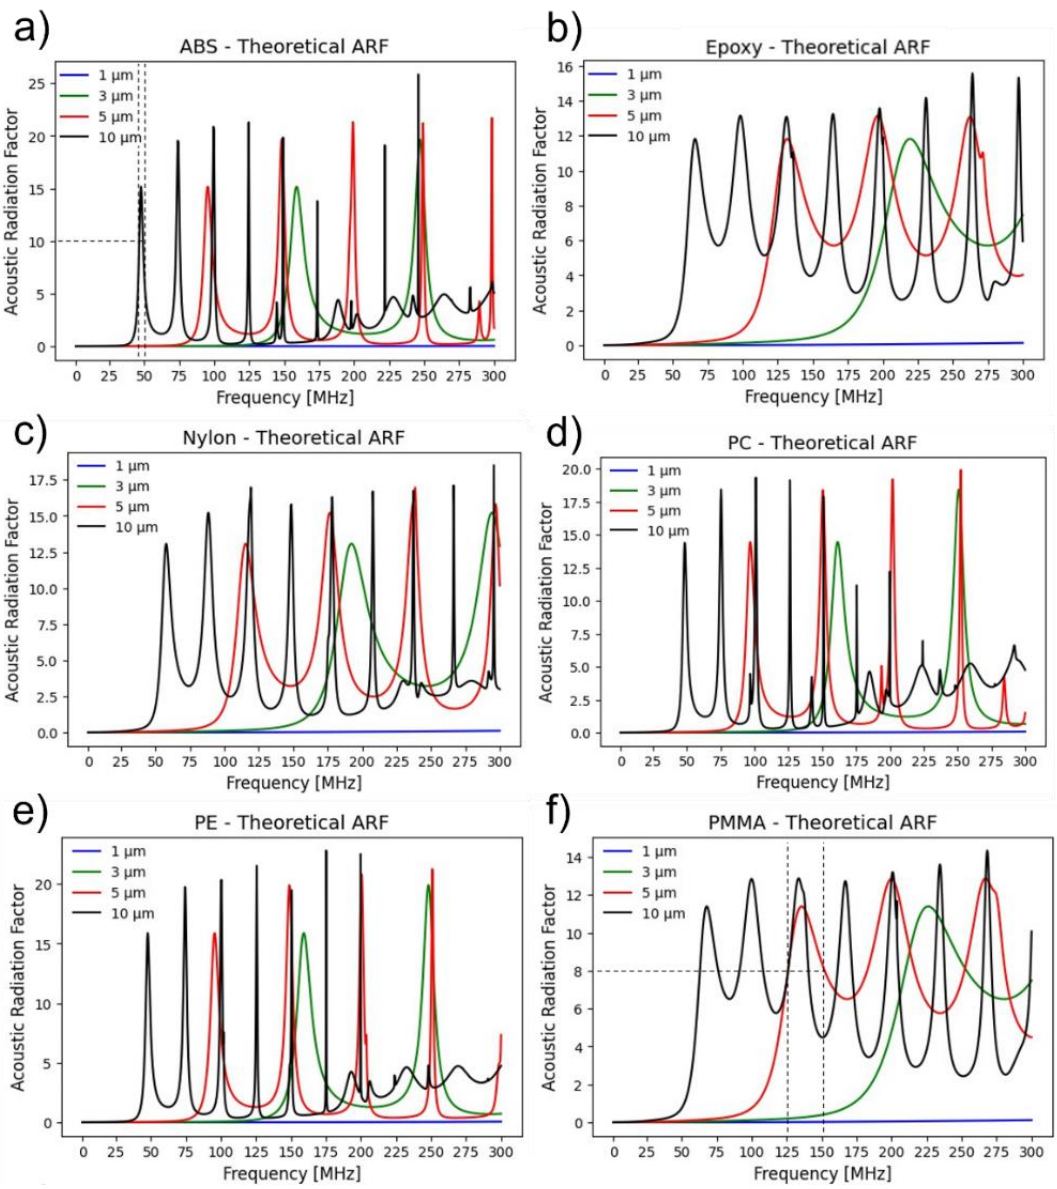 a)
ABS - Theoretical ARF
Acoustic Radiation Factor
25
20
15
10
5
0
1 μm
3 μm
5 μm
10 μm
0 25 50 75 100 125 150 175 200 225 250 275 300
Frequency [MHz]
b)
Epoxy - Theoretical ARF
Acoustic Radiation Factor
16
14
12
10
8
6
4
2
0
1 μm
3 μm
5 μm
10 μm
0 25 50 75 100 125 150 175 200 225 250 275 300
Frequency [MHz]
c)
Nylon - Theoretical ARF
Acoustic Radiation Factor
17.5
15.0
12.5
10.0
7.5
5.0
2.5
0.0
1 μm
3 μm
5 μm
10 μm
0 25 50 75 100 125 150 175 200 225 250 275 300
Frequency [MHz]
d)
PC - Theoretical ARF
Acoustic Radiation Factor
20.0
17.5
15.0
12.5
10.0
7.5
5.0
2.5
0.0
1 μm
3 μm
5 μm
10 μm
0 25 50 75 100 125 150 175 200 225 250 275 300
Frequency [MHz]
e)
PE - Theoretical ARF
Acoustic Radiation Factor
20
15
10
5
0
1 μm
3 μm
5 μm
10 μm
0 25 50 75 100 125 150 175 200 225 250 275 300
Frequency [MHz]
f)
PMMA - Theoretical ARF
Acoustic Radiation Factor
14
12
10
8
6
4
2
0
1 μm
3 μm
5 μm
10 μm
0 25 50 75 100 125 150 175 200 225 250 275 300
Frequency [MHz]